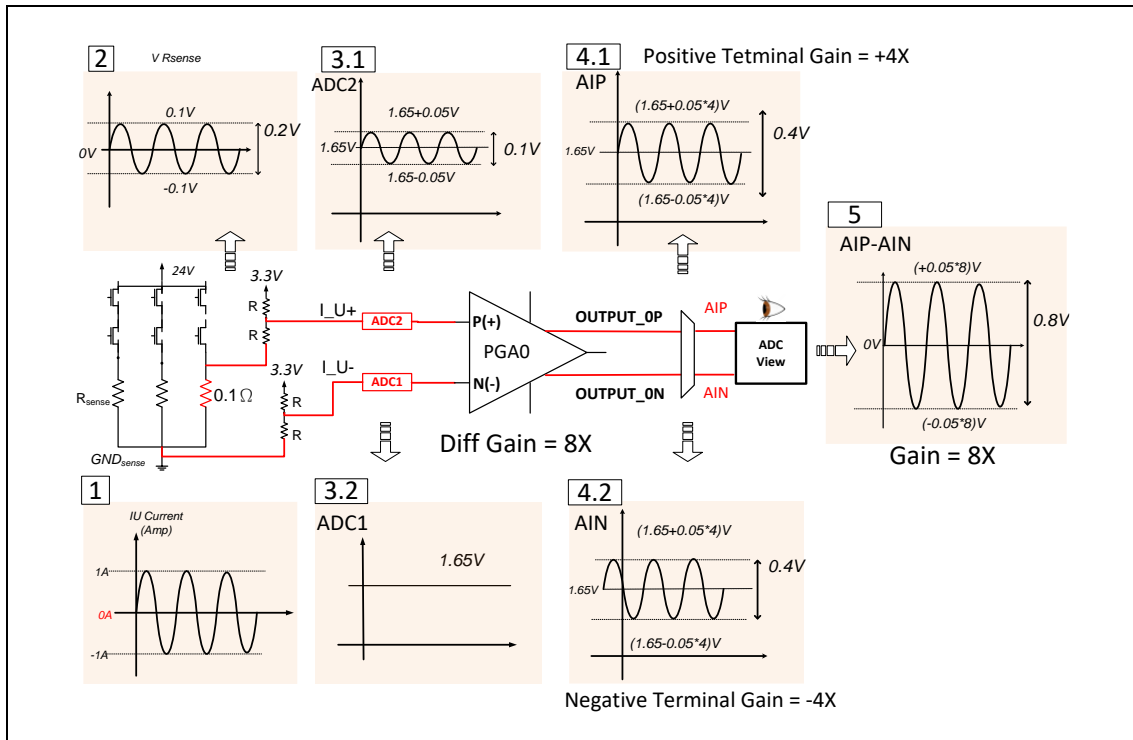 2
V Rsense
0.1V
0V
-0.1V
0.2V
3.1
ADC2
1.65+0.05V
1.65V
1.65-0.05V
0.1V
4.1
AIP
Positive Tetminal Gain = +4X
(1.65+0.05*4)V
1.65V
(1.65-0.05*4)V
0.4V
5
AIP-AIN
(+0.05*8)V
0V
(-0.05*8)V
0.8V
Gain = 8X
24V
3.3V
R
R
I_U+
ADC2
P(+)
PGA0
N(-)
OUTPUT_0P
OUTPUT_0N
AIP
AIN
ADC
View
3.3V
R
R
I_U-
ADC1
Rsense
0.1Ω
GNDsense
Diff Gain = 8X
1
IU Current
(Amp)
1A
0A
-1A
3.2
ADC1
1.65V
4.2
AIN
(1.65+0.05*4)V
1.65V
(1.65-0.05*4)V
0.4V
Negative Terminal Gain = -4X